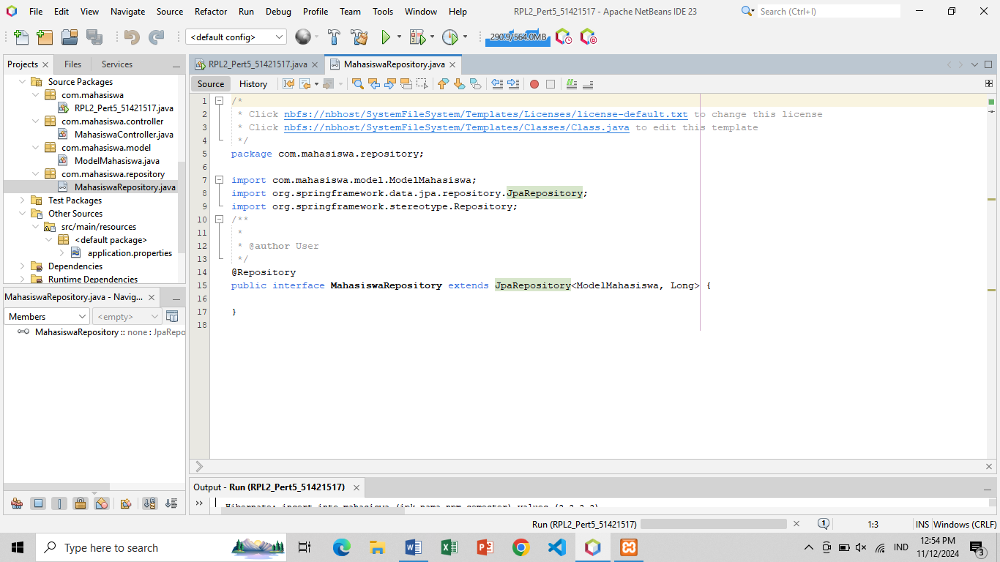 File Edit View Navigate Source Refactor Run Debug Profile Team Tools Window Help RPL2_Pert5_51421517 - Apache NetBeans IDE 23 Search (Ctrl+I)
<default config> 290.9/564.0MB
Projects Files Services
Source Packages
com.mahasiswa
RPL2_Pert5_51421517.java
com.mahasiswa.controller
MahasiswaController.java
com.mahasiswa.model
ModelMahasiswa.java
com.mahasiswa.repository
MahasiswaRepository.java
Test Packages
Other Sources
src/main/resources
<default package>
application.properties
Dependencies
Runtime Dependencies
MahasiswaRepository.java - Navig...
Members <empty>
MahasiswaRepository :: none : JpaRepo
RPL2_Pert5_51421517.java MahasiswaRepository.java
Source History
1 /*
2 * Click nbfs://nbhost/SystemFileSystem/Templates/Licenses/license-default.txt to change this license
3 * Click nbfs://nbhost/SystemFileSystem/Templates/Classes/Class.java to edit this template
4 */
5 package com.mahasiswa.repository;
6
7 import com.mahasiswa.model.ModelMahasiswa;
8 import org.springframework.data.jpa.repository.JpaRepository;
9 import org.springframework.stereotype.Repository;
10 /**
11 *
12 * @author User
13 */
14 @Repository
15 public interface MahasiswaRepository extends JpaRepository<ModelMahasiswa, Long> {
16
17 }
18
Output - Run (RPL2_Pert5_51421517)
Hibernate: insert into mahasiswa (ipk,nama,npm,semester) values (?,?,?,?)
Run (RPL2_Pert5_51421517) 1 1:3 INS Windows (CRLF)
Type here to search IND 12:54 PM
11/12/2024 3